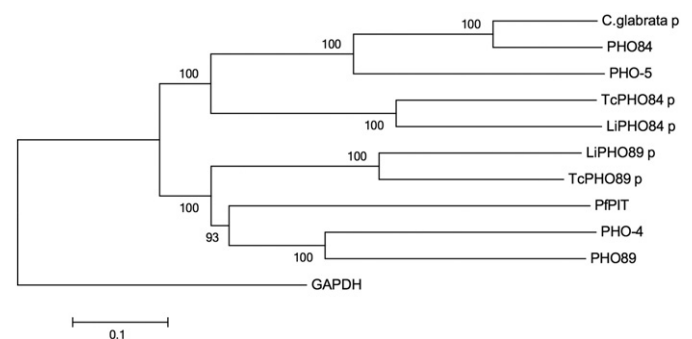 C.glabrata p
100
PHO84
100
PHO-5
100
TcPHO84 p
100
LiPHO84 p
LiPHO89 p
100
TcPHO89 p
100
PfPIT
93
PHO-4
100
PHO89
GAPDH
0.1